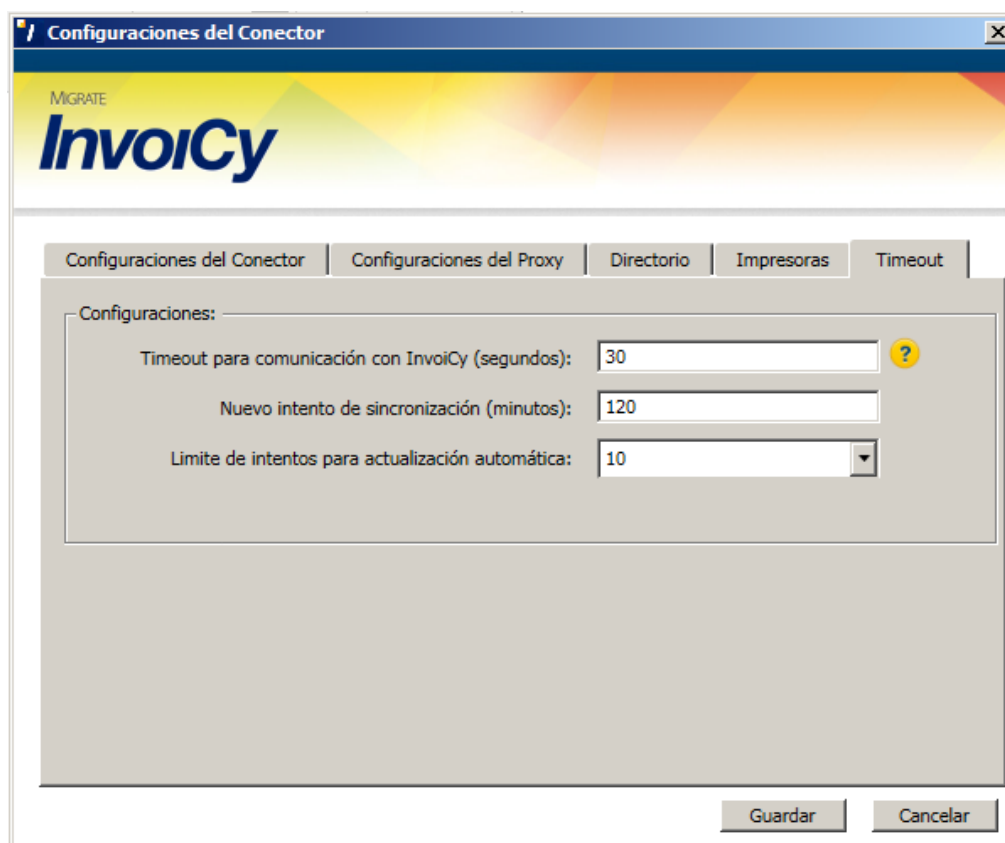 Configuraciones del Conector
MIGRATE
InvoiCy
Configuraciones del Conector Configuraciones del Proxy Directorio Impresoras Timeout
Configuraciones:
Timeout para comunicación con InvoiCy (segundos): 30 ?
Nuevo intento de sincronización (minutos): 120
Limite de intentos para actualización automática: 10
Guardar Cancelar